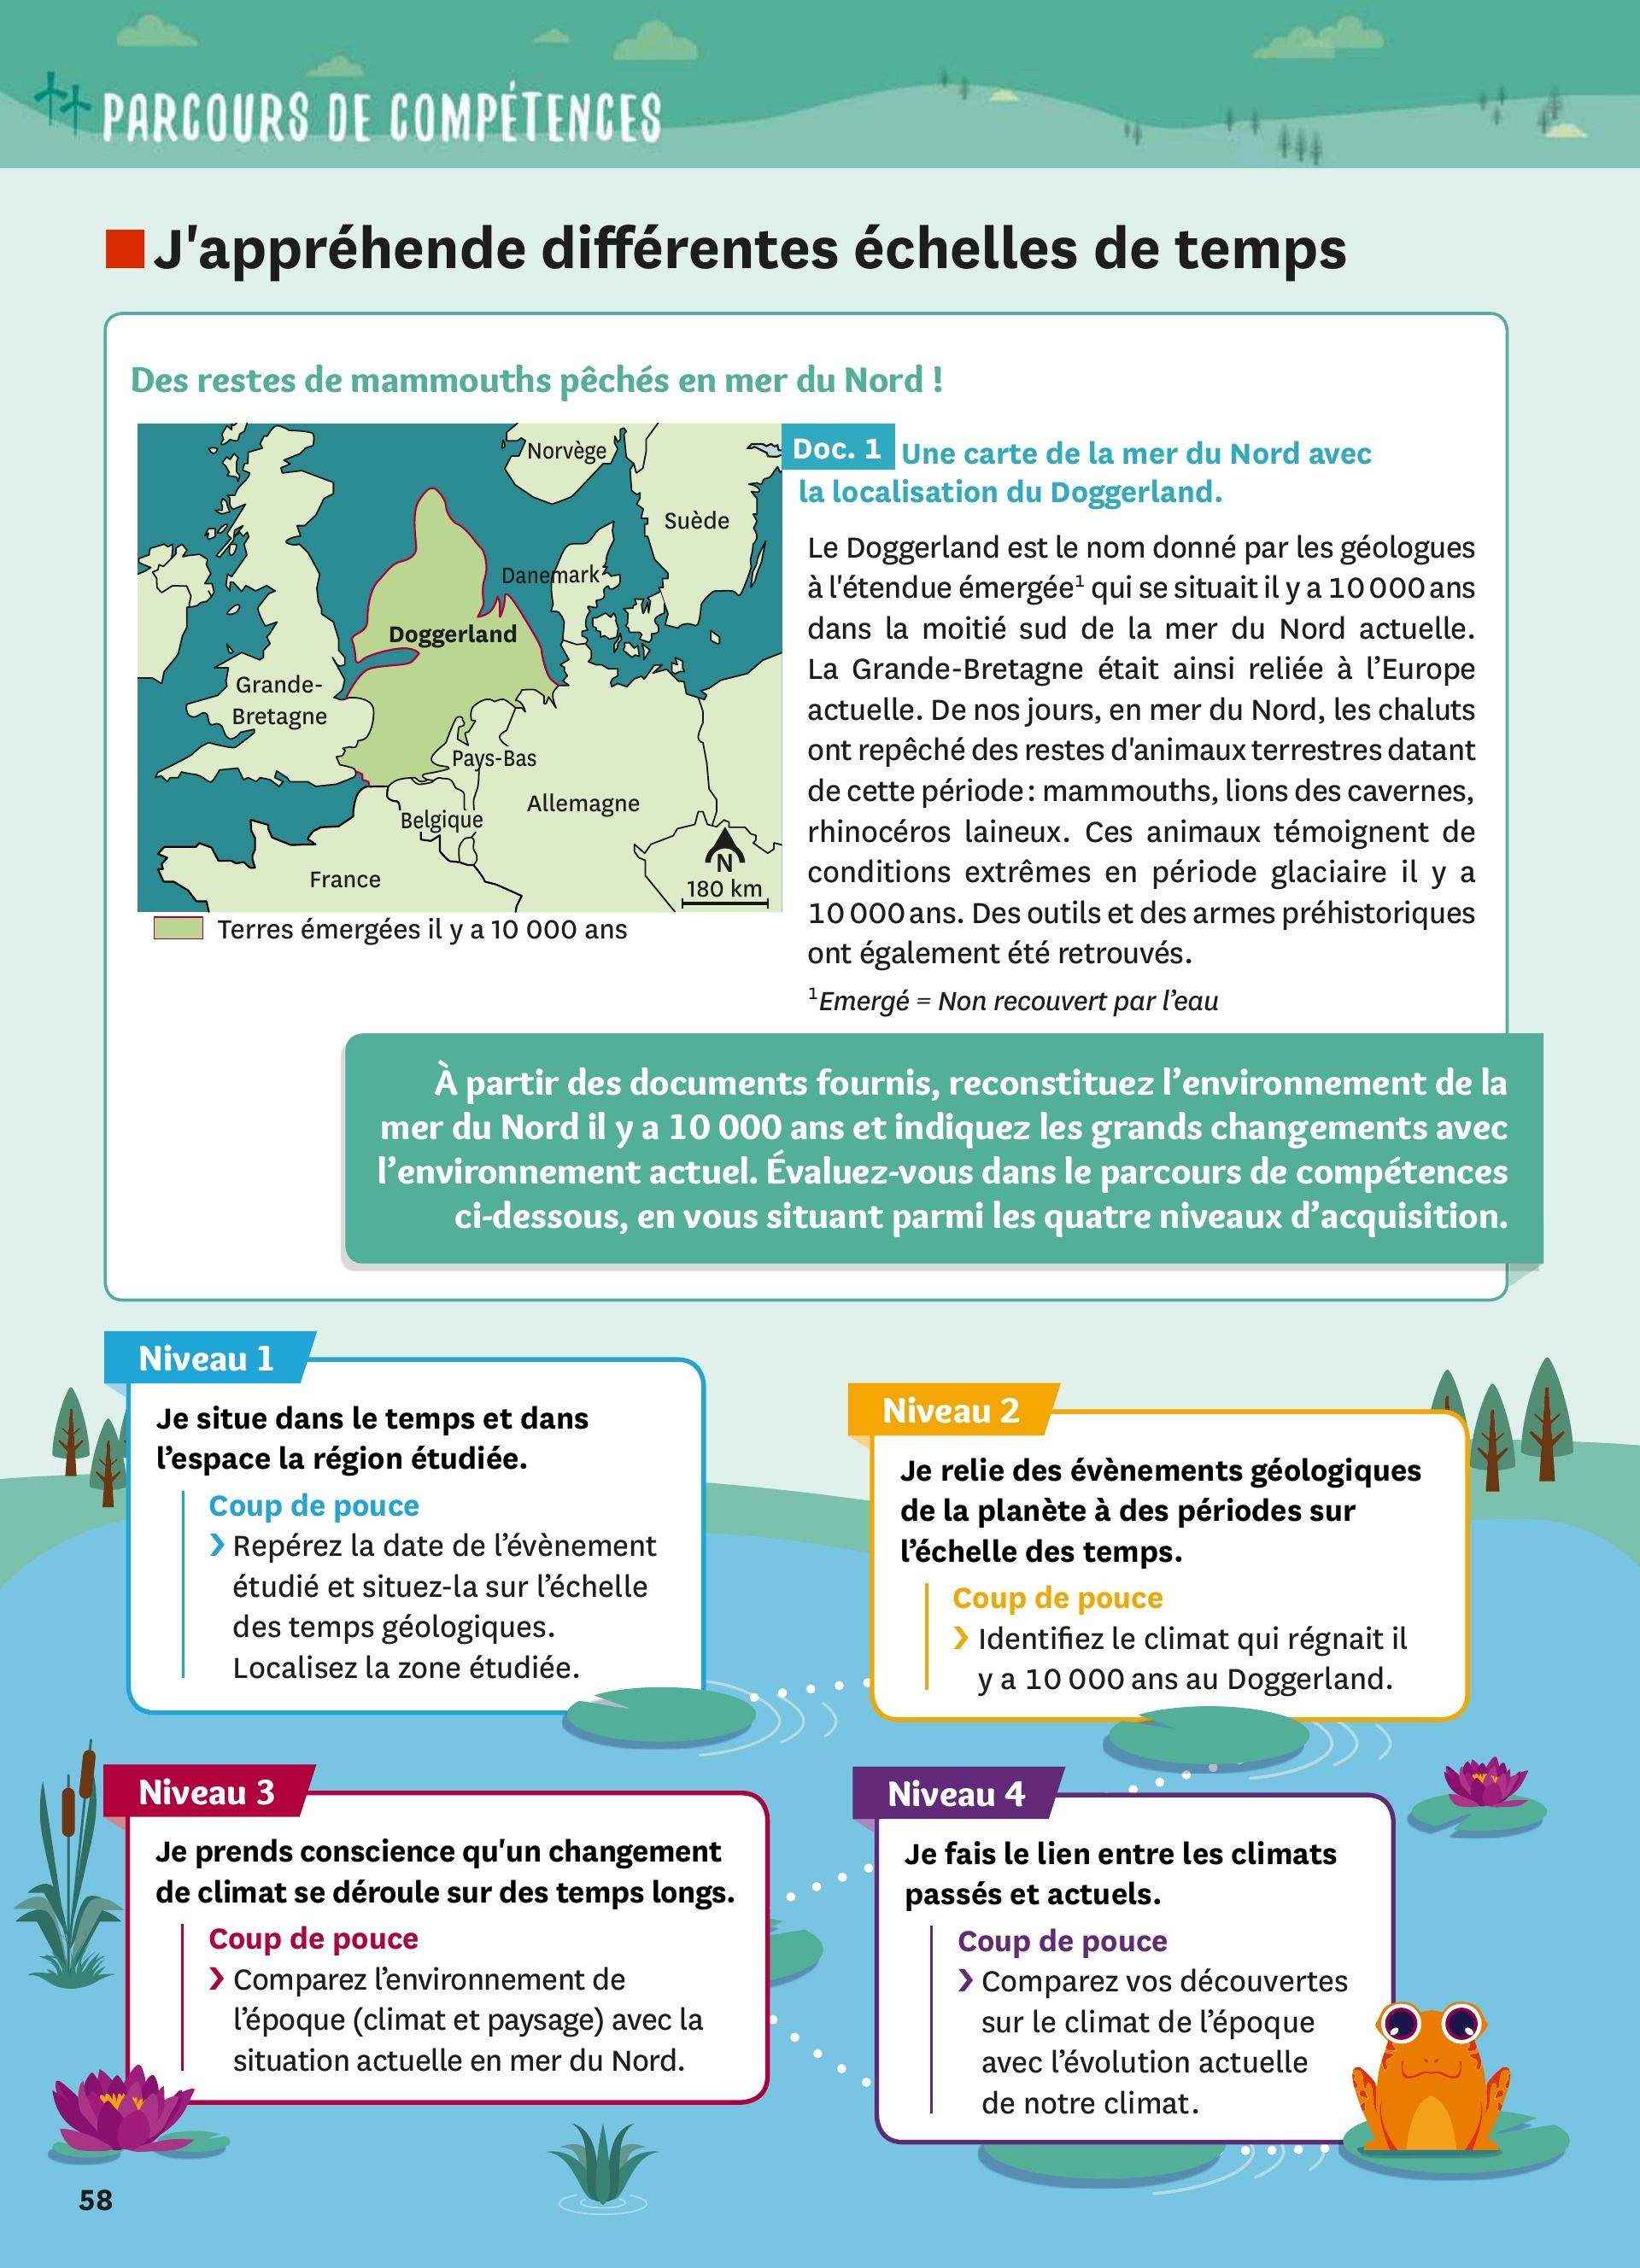 PARCOURS DE COMPÉTENCES
J'appréhende différentes échelles de temps
Des restes de mammouths pêchés en mer du Nord !
Norvège
Suède
Danemark
Doggerland
Grande-
Bretagne
Pays-Bas
Allemagne
Belgique
France
N
180 km
Terres émergées il y a 10 000 ans
Doc. 1 Une carte de la mer du Nord avec
la localisation du Doggerland.
Le Doggerland est le nom donné par les géologues
à l'étendue émergée¹ qui se situait il y a 10 000 ans
dans la moitié sud de la mer du Nord actuelle.
La Grande-Bretagne était ainsi reliée à l’Europe
actuelle. De nos jours, en mer du Nord, les chaluts
ont repêché des restes d'animaux terrestres datant
de cette période : mammouths, lions des cavernes,
rhinocéros laineux. Ces animaux témoignent de
conditions extrêmes en période glaciaire il y a
10 000 ans. Des outils et des armes préhistoriques
ont également été retrouvés.
¹Emergé = Non recouvert par l’eau
À partir des documents fournis, reconstituez l’environnement de la
mer du Nord il y a 10 000 ans et indiquez les grands changements avec
l’environnement actuel. Évaluez-vous dans le parcours de compétences
ci-dessous, en vous situant parmi les quatre niveaux d’acquisition.
Niveau 1
Je situe dans le temps et dans
l’espace la région étudiée.
Coup de pouce
❯ Repérez la date de l’évènement
étudié et situez-la sur l’échelle
des temps géologiques.
Localisez la zone étudiée.
Niveau 2
Je relie des évènements géologiques
de la planète à des périodes sur
l’échelle des temps.
Coup de pouce
❯ Identifiez le climat qui régnait il
y a 10 000 ans au Doggerland.
Niveau 3
Je prends conscience qu'un changement
de climat se déroule sur des temps longs.
Coup de pouce
❯ Comparez l’environnement de
l’époque (climat et paysage) avec la
situation actuelle en mer du Nord.
Niveau 4
Je fais le lien entre les climats
passés et actuels.
Coup de pouce
❯ Comparez vos découvertes
sur le climat de l’époque
avec l’évolution actuelle
de notre climat.
58